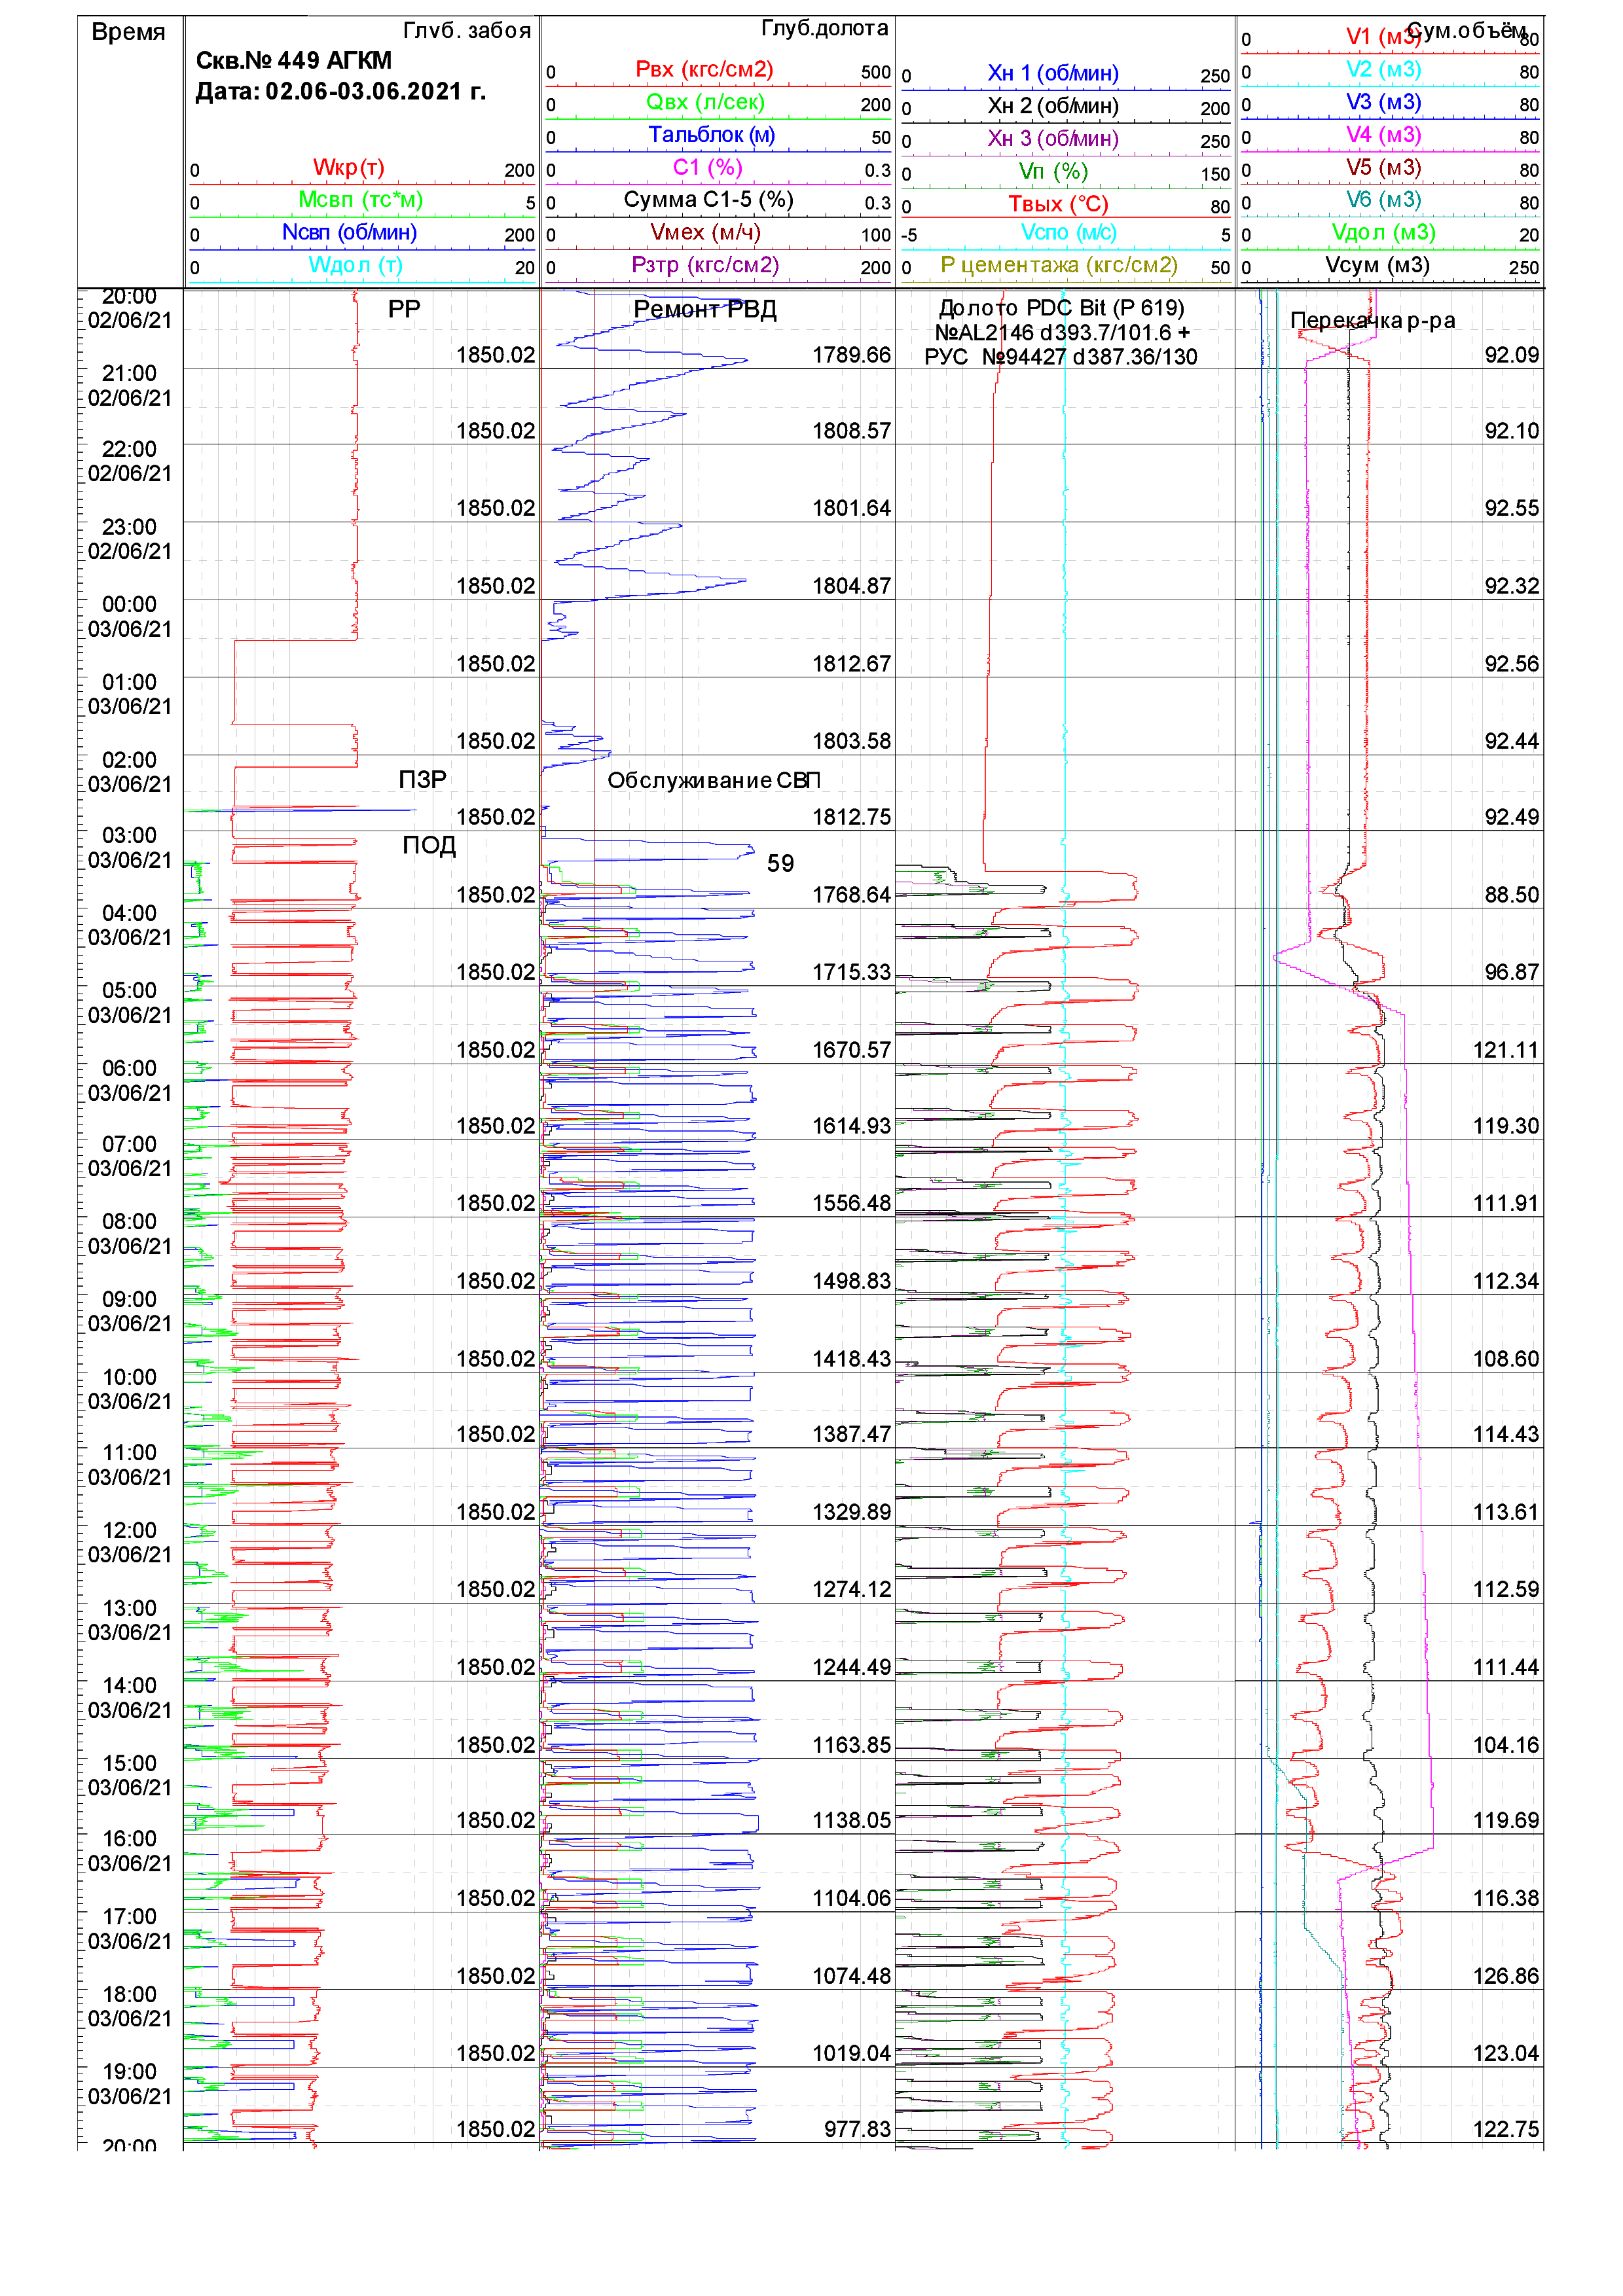 Время
Глуб. забоя
Скв.№ 449 АГКМ
Дата: 02.06-03.06.2021 г.
0 Wкр(т) 200
0 Мсвп (тс*м) 5
0 Nсвп (об/мин) 200
0 Wдол (т) 20
Глуб.долота
0 Рвх (кгс/см2) 500
0 Qвх (л/сек) 200
0 Тальблок (м) 50
0 С1 (%) 0.3
0 Сумма С1-5 (%) 0.3
0 Vмех (м/ч) 100
0 Рзтр (кгс/см2) 200
0 Хн 1 (об/мин) 250
0 Хн 2 (об/мин) 200
0 Хн 3 (об/мин) 250
0 Vп (%) 150
0 Твых (°С) 80
-5 Vспо (м/с) 5
0 Р цементажа (кгс/см2) 50
Сум.объём
0 V1 (м3) 80
0 V2 (м3) 80
0 V3 (м3) 80
0 V4 (м3) 80
0 V5 (м3) 80
0 V6 (м3) 80
0 Vдол (м3) 20
0 Vсум (м3) 250
20:00
02/06/21
РР
Ремонт РВД
Долото PDC Bit (P 619)
№AL2146 d393.7/101.6 +
РУС №94427 d387.36/130
Перекачка р-ра
1850.02 1789.66 92.09
21:00
02/06/21
1850.02 1808.57 92.10
22:00
02/06/21
1850.02 1801.64 92.55
23:00
02/06/21
1850.02 1804.87 92.32
00:00
03/06/21
1850.02 1812.67 92.56
01:00
03/06/21
1850.02 1803.58 92.44
02:00
03/06/21
ПЗР
Обслуживание СВП
1850.02 1812.75 92.49
03:00
03/06/21
ПОД
59
1850.02 1768.64 88.50
04:00
03/06/21
1850.02 1715.33 96.87
05:00
03/06/21
1850.02 1670.57 121.11
06:00
03/06/21
1850.02 1614.93 119.30
07:00
03/06/21
1850.02 1556.48 111.91
08:00
03/06/21
1850.02 1498.83 112.34
09:00
03/06/21
1850.02 1418.43 108.60
10:00
03/06/21
1850.02 1387.47 114.43
11:00
03/06/21
1850.02 1329.89 113.61
12:00
03/06/21
1850.02 1274.12 112.59
13:00
03/06/21
1850.02 1244.49 111.44
14:00
03/06/21
1850.02 1163.85 104.16
15:00
03/06/21
1850.02 1138.05 119.69
16:00
03/06/21
1850.02 1104.06 116.38
17:00
03/06/21
1850.02 1074.48 126.86
18:00
03/06/21
1850.02 1019.04 123.04
19:00
03/06/21
1850.02 977.83 122.75
20:00